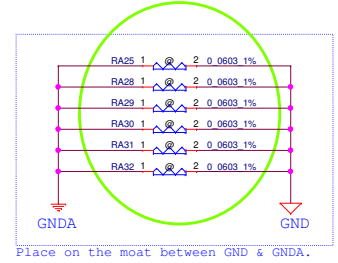 RA25 1 @ 2 0_0603_1%
RA28 1 @ 2 0_0603_1%
RA29 1 @ 2 0_0603_1%
RA30 1 @ 2 0_0603_1%
RA31 1 @ 2 0_0603_1%
RA32 1 @ 2 0_0603_1%
GNDA GND
Place on the moat between GND & GNDA.